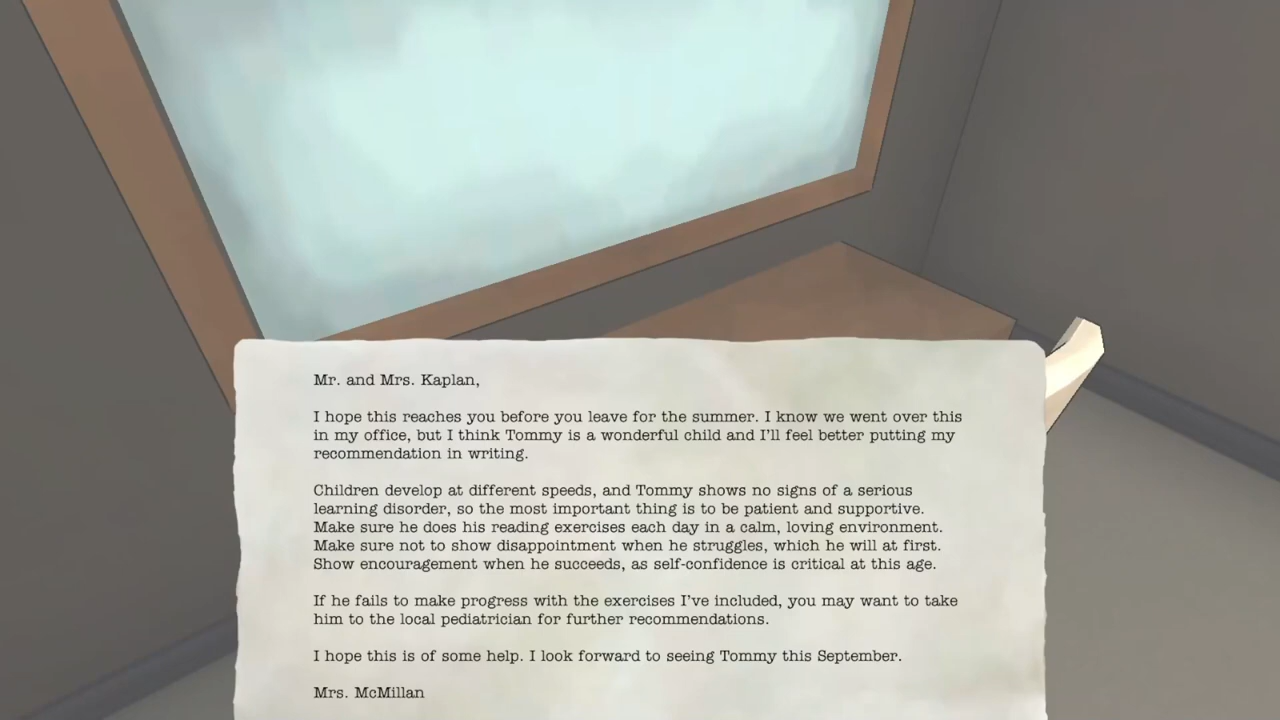 Mr. and Mrs. Kaplan,
I hope this reaches you before you leave for the summer. I know we went over this
in my office, but I think Tommy is a wonderful child and I'll feel better putting my
recommendation in writing.
Children develop at different speeds, and Tommy shows no signs of a serious
learning disorder, so the most important thing is to be patient and supportive.
Make sure he does his reading exercises each day in a calm, loving environment.
Make sure not to show disappointment when he struggles, which he will at first.
Show encouragement when he succeeds, as self-confidence is critical at this age.
If he fails to make progress with the exercises I've included, you may want to take
him to the local pediatrician for further recommendations.
I hope this is of some help. I look forward to seeing Tommy this September.
Mrs. McMillan